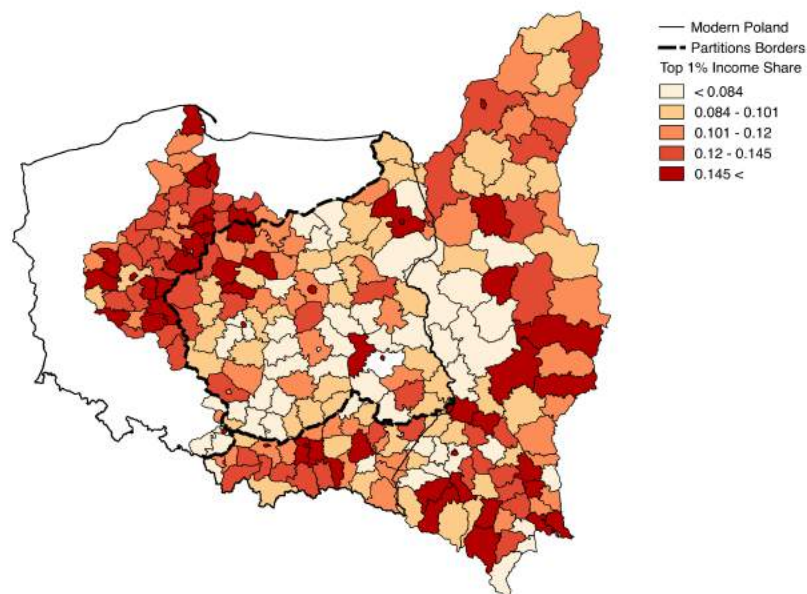 Modern Poland
Partitions Borders
Top 1% Income Share
< 0.084
0.084 - 0.101
0.101 - 0.12
0.12 - 0.145
0.145 <